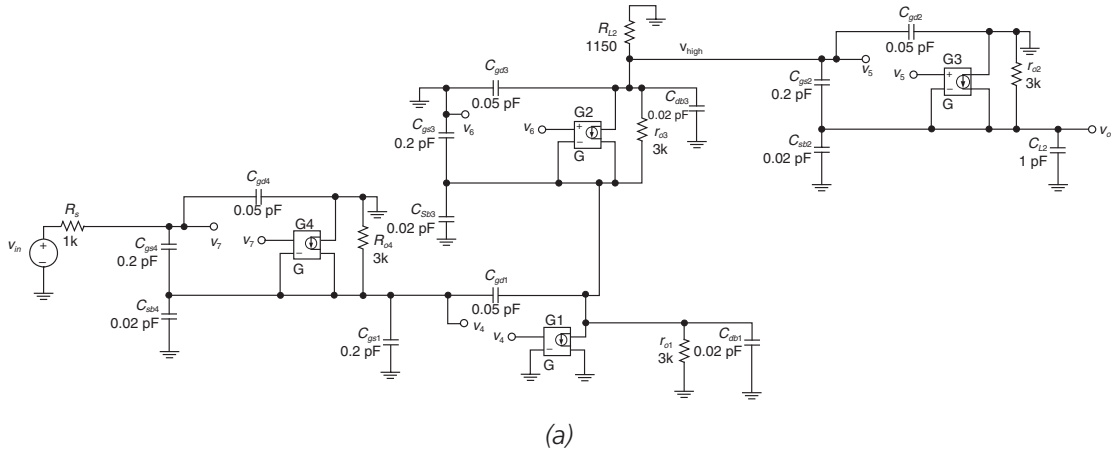 R_L2
1150
v_high
C_gd3
0.05 pF
v_6
C_gs3
0.2 pF
v_6
G2
+
−
G
C_db3
0.02 pF
r_o3
3k
C_Sb3
0.02 pF
C_gd2
0.05 pF
v_5
C_gs2
0.2 pF
v_5
G3
+
−
G
r_o2
3k
C_sb2
0.02 pF
C_L2
1 pF
v_o
C_gd4
0.05 pF
R_s
1k
v_in
+
−
C_gs4
0.2 pF
v_7
v_7
G4
−
G
R_o4
3k
C_sb4
0.02 pF
C_gs1
0.2 pF
C_gd1
0.05 pF
v_4
v_4
G1
−
G
r_o1
3k
C_db1
0.02 pF
(a)